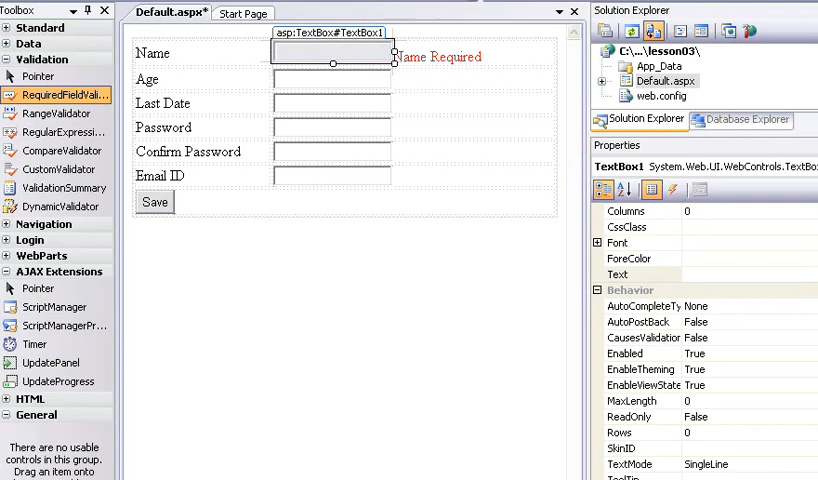 Toolbox
Standard
Data
Validation
Pointer
RequiredFieldVali...
RangeValidator
RegularExpressi...
CompareValidator
CustomValidator
ValidationSummary
DynamicValidator
Navigation
Login
WebParts
AJAX Extensions
Pointer
ScriptManager
ScriptManagerPr...
Timer
UpdatePanel
UpdateProgress
HTML
General
There are no usable
controls in this group.
Drag an item onto
Default.aspx*
Start Page
asp:TextBox#TextBox1
Name
Name Required
Age
Last Date
Password
Confirm Password
Email ID
Save
Solution Explorer
C:\...\lesson03\
App_Data
Default.aspx
web.config
Solution Explorer
Database Explorer
Properties
TextBox1 System.Web.UI.WebControls.TextBo
Columns 0
CssClass
Font
ForeColor
Text
Behavior
AutoCompleteTy None
AutoPostBack False
CausesValidation False
Enabled True
EnableTheming True
EnableViewState True
MaxLength 0
ReadOnly False
Rows 0
SkinID
TextMode SingleLine